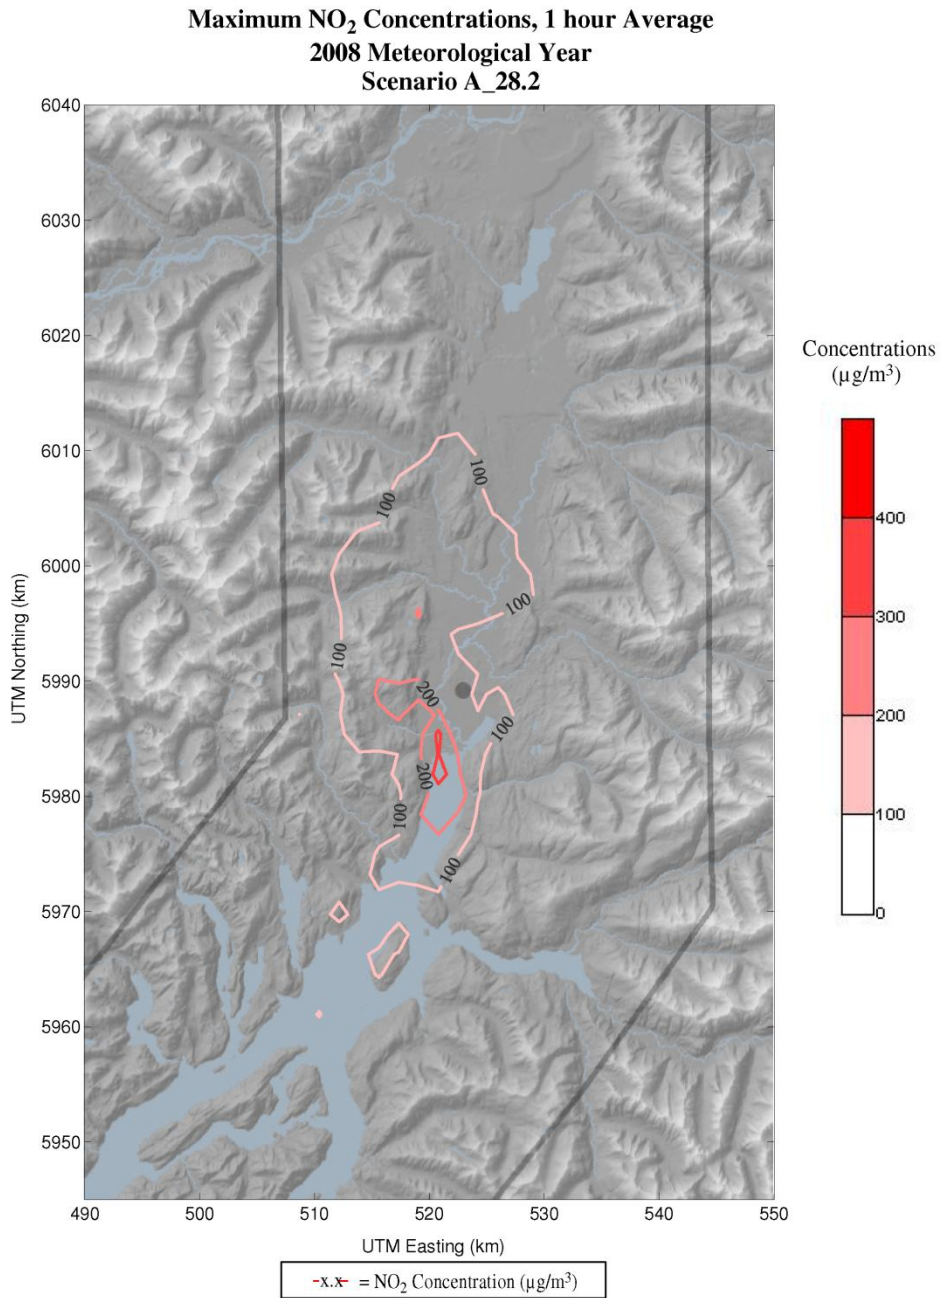 Maximum NO₂ Concentrations, 1 hour Average
2008 Meteorological Year
Scenario A_28.2
6040
6030
6020
6010
6000
5990
5980
5970
5960
5950
UTM Northing (km)
100
100
100
100
200
100
200
100
100
490 500 510 520 530 540 550
UTM Easting (km)
Concentrations
(µg/m³)
400
300
200
100
0
-x.x- = NO₂ Concentration (µg/m³)